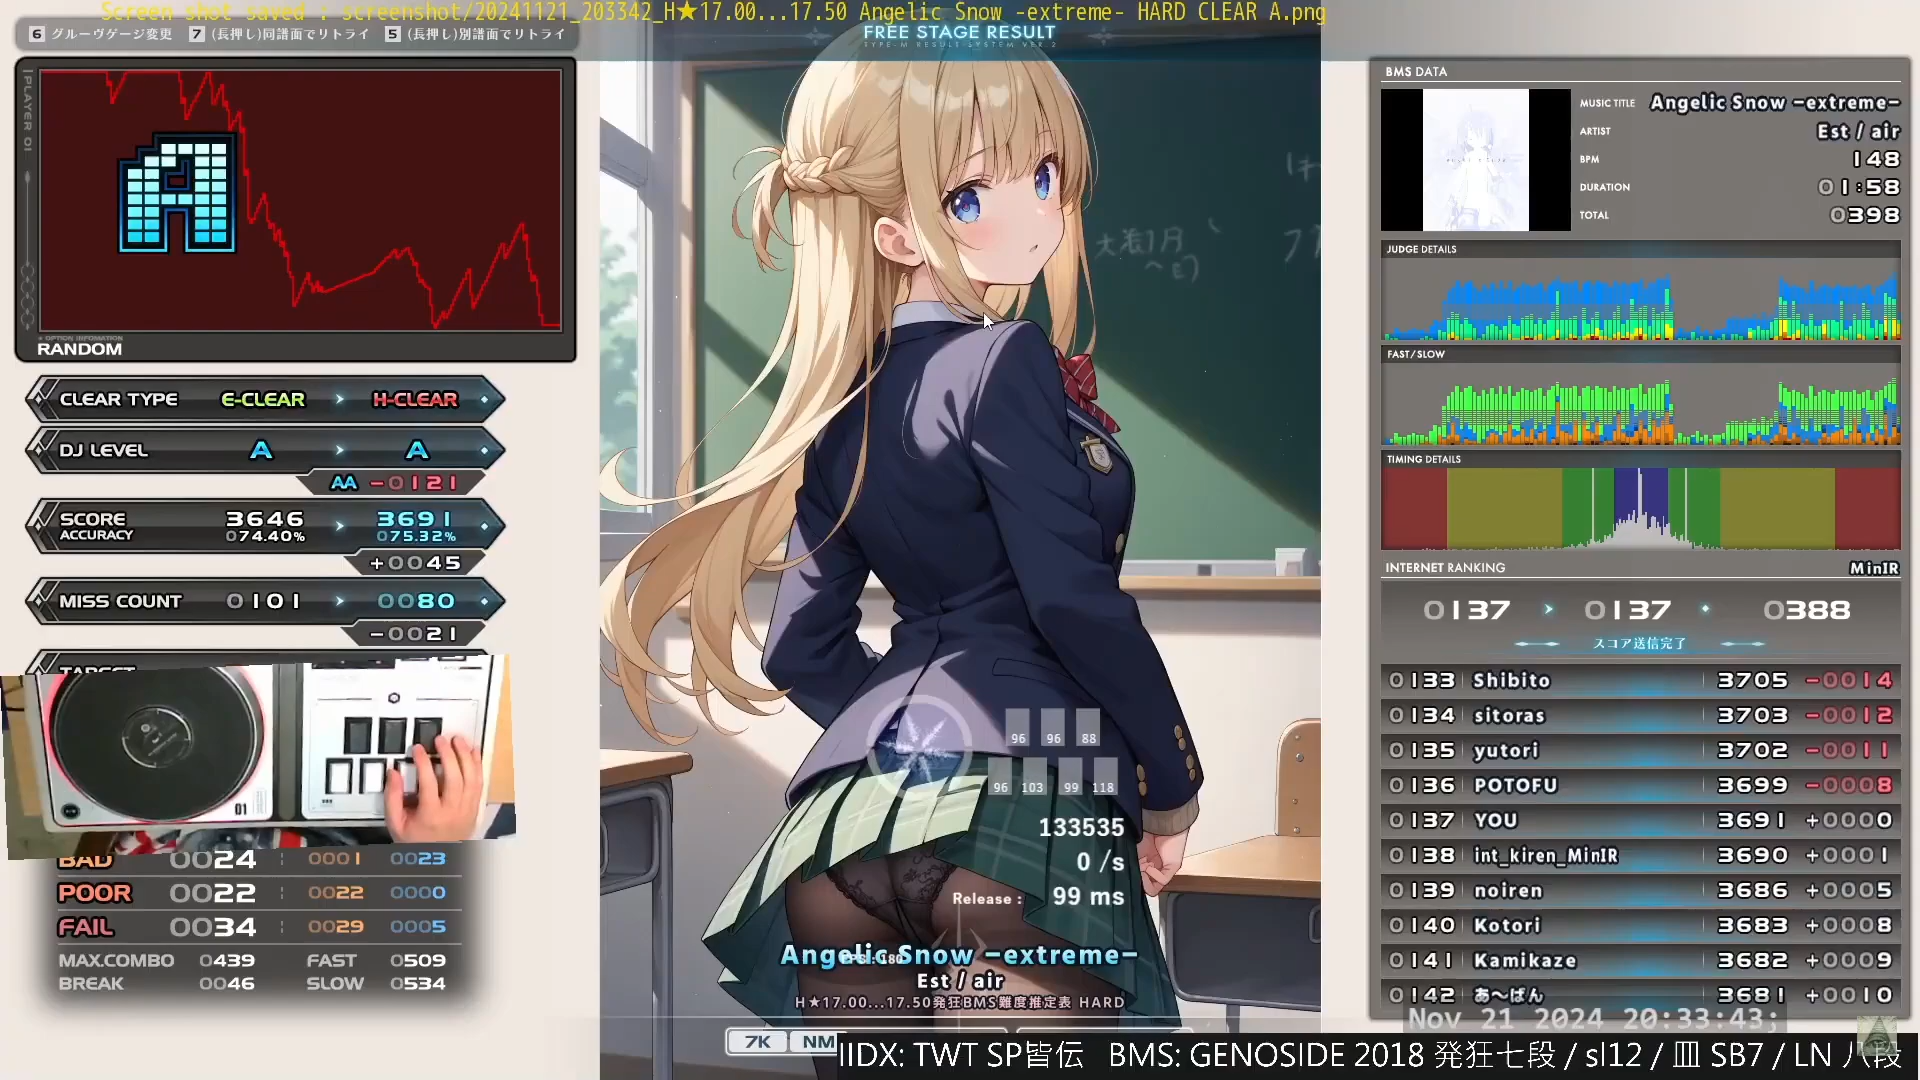 Screen shot saved : screenshot/20241121_203342_H★17.00...17.50 Angelic Snow -extreme- HARD CLEAR A.png
6 グルーヴゲージ変更 7 (長押し)同譜面でリトライ 5 (長押し)別譜面でリトライ
FREE STAGE RESULT
TYPE-M RESULT SYSTEM VER.2
PLAYER 01
A
OPTION INFOMATION
RANDOM
CLEAR TYPE E-CLEAR H-CLEAR
DJ LEVEL A A
AA -0121
SCORE 3646 3691
ACCURACY 074.40% 075.32%
+0045
MISS COUNT 0101 0080
-0021
TARGET
01
BAD 0024 0001 0023
POOR 0022 0022 0000
FAIL 0034 0029 0005
MAX.COMBO 0439 FAST 0509
BREAK 0046 SLOW 0534
96 96 88
96 103 99 118
133535
0 /s
Release : 99 ms
Angelic Snow -extreme-
Est / air
H★17.00...17.50発狂BMS難度推定表 HARD
7K NM
BMS DATA
MUSIC TITLE Angelic Snow -extreme-
ARTIST Est / air
BPM 148
DURATION 01:58
TOTAL 0398
JUDGE DETAILS
FAST/SLOW
TIMING DETAILS
INTERNET RANKING MinIR
0137 0137 0388
スコア送信完了
0133 Shibito 3705 -0014
0134 sitoras 3703 -0012
0135 yutori 3702 -0011
0136 POTOFU 3699 -0008
0137 YOU 3691 +0000
0138 int_kiren_MinIR 3690 +0001
0139 noiren 3686 +0005
0140 Kotori 3683 +0008
0141 Kamikaze 3682 +0009
0142 あ～ぱん 3681 +0010
Nov 21 2024 20:33:43;
IIDX: TWT SP皆伝 BMS: GENOSIDE 2018 発狂七段 / sl12 / 皿 SB7 / LN 八段